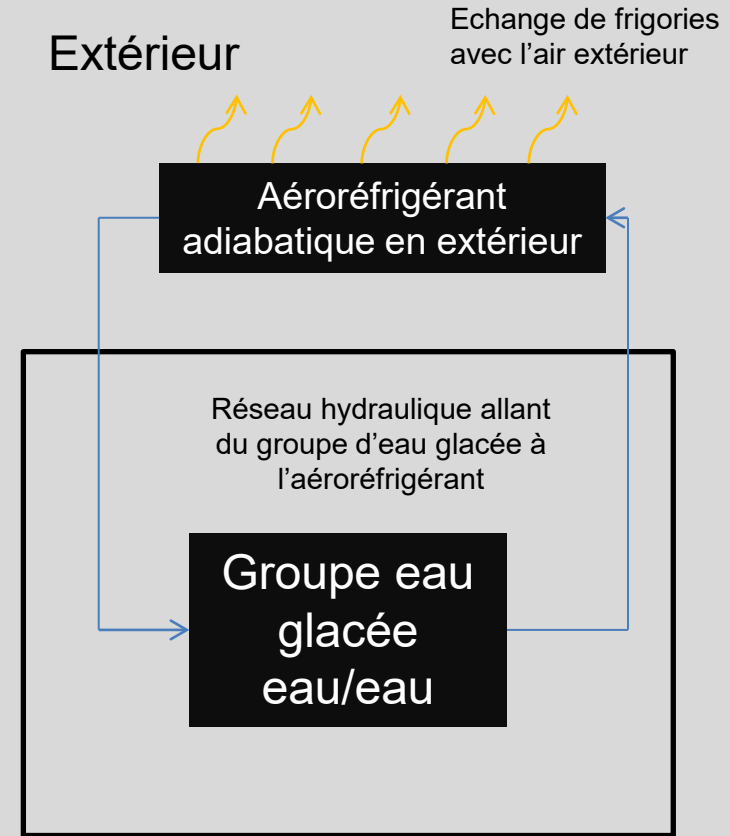 Echange de frigories
avec l’air extérieur
Extérieur
Aéroréfrigérant
adiabatique en extérieur
Réseau hydraulique allant
du groupe d’eau glacée à
l’aéroréfrigérant
Groupe eau
glacée
eau/eau